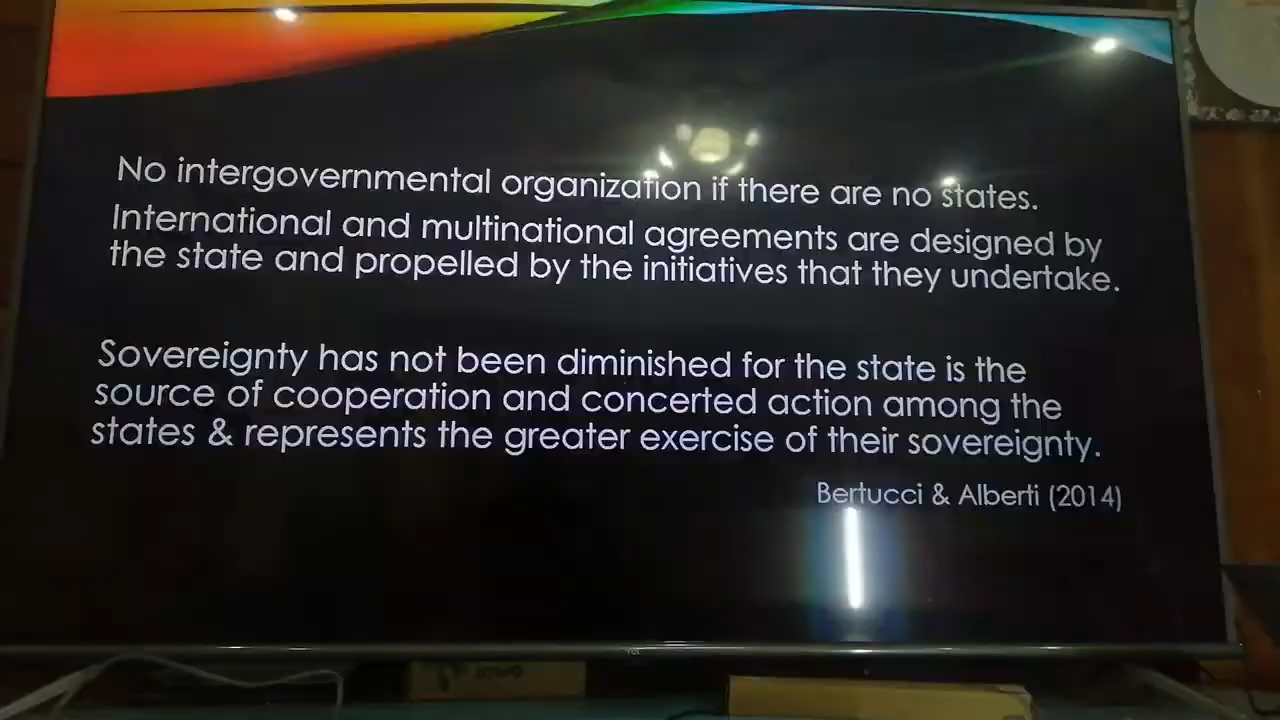 No intergovernmental organization if there are no states.
International and multinational agreements are designed by
the state and propelled by the initiatives that they undertake.
Sovereignty has not been diminished for the state is the
source of cooperation and concerted action among the
states & represents the greater exercise of their sovereignty.
Bertucci & Alberti (2014)